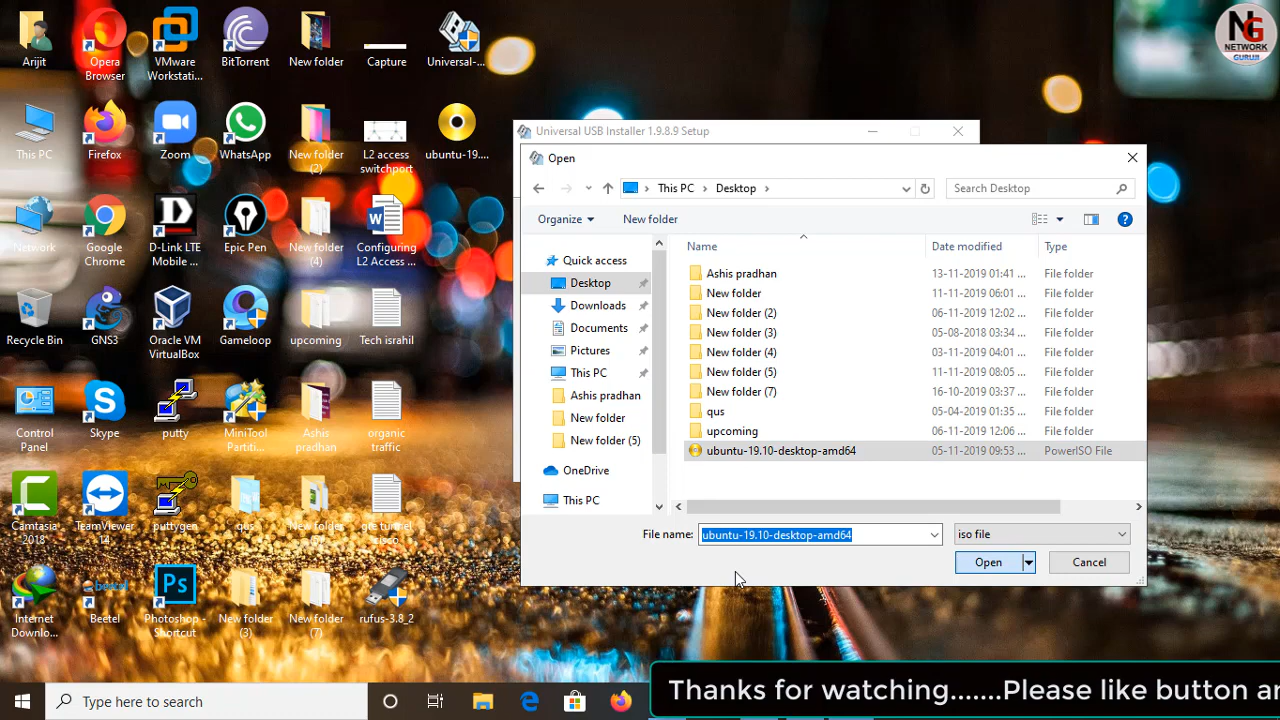 Arijit
Opera
Browser
VMware
Workstati...
BitTorrent
New folder
Capture
Universal-...
This PC
Firefox
Zoom
WhatsApp
New folder
(2)
L2 access
switchport
ubuntu-19....
Network
Google
Chrome
D-Link LTE
Mobile ...
Epic Pen
New folder
(4)
Configuring
L2 Access ...
Recycle Bin
GNS3
Oracle VM
VirtualBox
Gameloop
upcoming
Tech israhil
Control
Panel
Skype
putty
MiniTool
Partiti...
Ashis
pradhan
organic
traffic
Camtasia
2018
TeamViewer
14
puttygen
qus
New folder
(5)
gre tunnel
cisco
Internet
Downlo...
Beetel
Photoshop -
Shortcut
New folder
(3)
New folder
(7)
rufus-3.8_2
NG
NETWORK
GURUJI
Universal USB Installer 1.9.8.9 Setup
Open
This PC > Desktop >
Search Desktop
Organize
New folder
Quick access
Desktop
Downloads
Documents
Pictures
This PC
Ashis pradhan
New folder
New folder (5)
OneDrive
This PC
Name Date modified Type
Ashis pradhan 13-11-2019 01:41 ... File folder
New folder 11-11-2019 06:01 ... File folder
New folder (2) 06-11-2019 12:02 ... File folder
New folder (3) 05-08-2018 03:34 ... File folder
New folder (4) 03-11-2019 04:01 ... File folder
New folder (5) 11-11-2019 08:05 ... File folder
New folder (7) 16-10-2019 03:37 ... File folder
qus 05-04-2019 01:35 ... File folder
upcoming 06-11-2019 12:06 ... File folder
ubuntu-19.10-desktop-amd64 05-11-2019 09:53 ... PowerISO File
File name: ubuntu-19.10-desktop-amd64 iso file
Open Cancel
Type here to search
Thanks for watching.......Please like button an